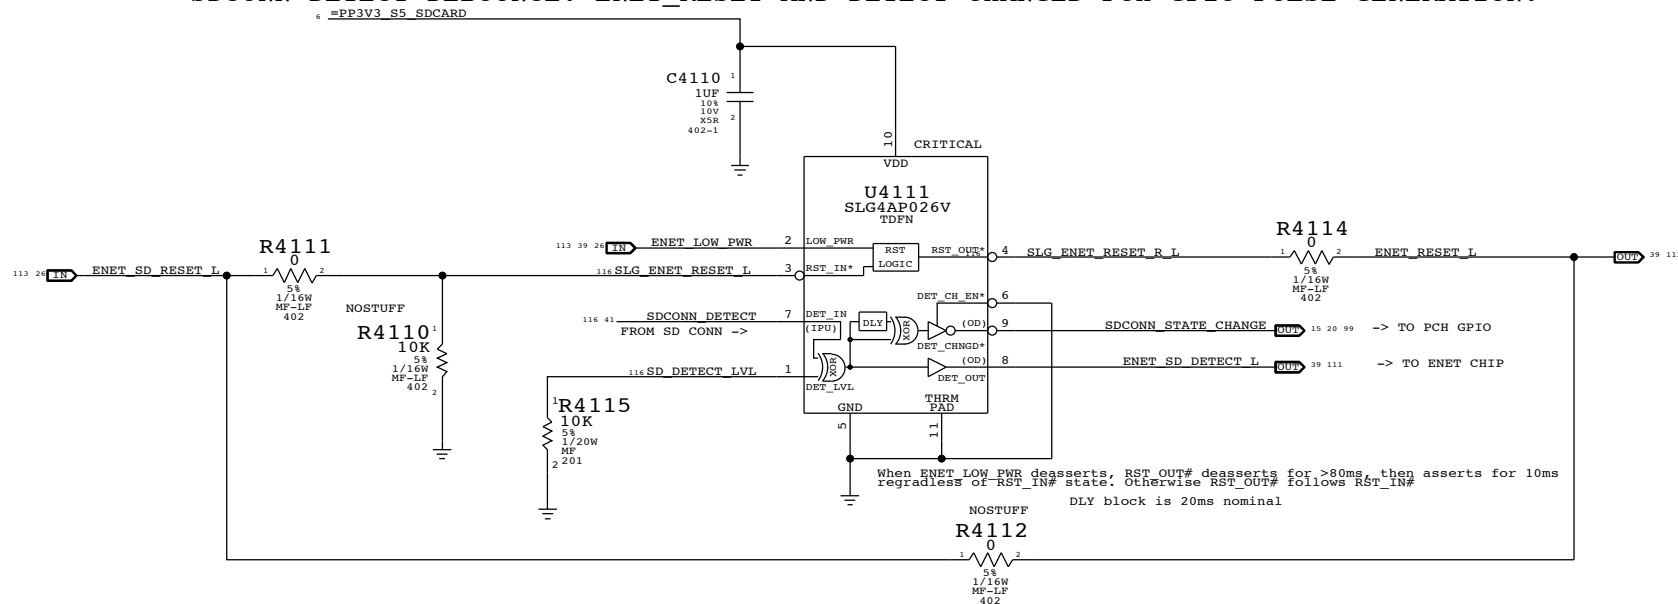 =PP3V3_S5_SDCARD
6
C4110
1
1UF
10%
10V
X5R
402-1
2
10
CRITICAL
VDD
U4111
SLG4AP026V
TDFN
R4111
0
113 26
IN
ENET_SD_RESET_L
1
2
5%
1/16W
MF-LF
402
113 39 26
IN
ENET_LOW_PWR
2
LOW_PWR
116
SLG_ENET_RESET_L
3
RST_IN*
RST
LOGIC
RST_OUT*
4
SLG_ENET_RESET_R_L
R4114
0
1
2
5%
1/16W
MF-LF
402
ENET_RESET_L
OUT
NOSTUFF
R4110
1
10K
5%
1/16W
MF-LF
402
2
116 41
SDCONN_DETECT
FROM SD CONN ->
7
DET_IN
(IPU)
DLY
XOR
DET_CH_EN*
6
(OD)
9
DET_CHNGD*
SDCONN_STATE_CHANGE
OUT
15 20 99
-> TO PCH GPIO
116
SD_DETECT_LVL
1
XOR
DET_LVL
(OD)
8
DET_OUT
ENET_SD_DETECT_L
OUT
39 111
-> TO ENET CHIP
1
R4115
10K
5%
1/20W
MF
201
2
GND
THRM
PAD
5
11
When ENET_LOW_PWR deasserts, RST_OUT# deasserts for >80ms, then asserts for 10ms
regradless of RST_IN# state. Otherwise RST_OUT# follows RST_IN#
DLY block is 20ms nominal
NOSTUFF
R4112
0
1
2
5%
1/16W
MF-LF
402